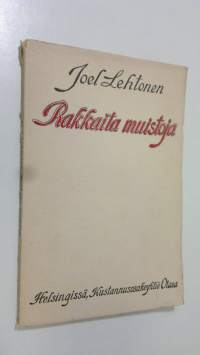 Joel Lehtonen
Rakkaita muistoja
Helsingissä, Kustannusosakeyhtiö Otava